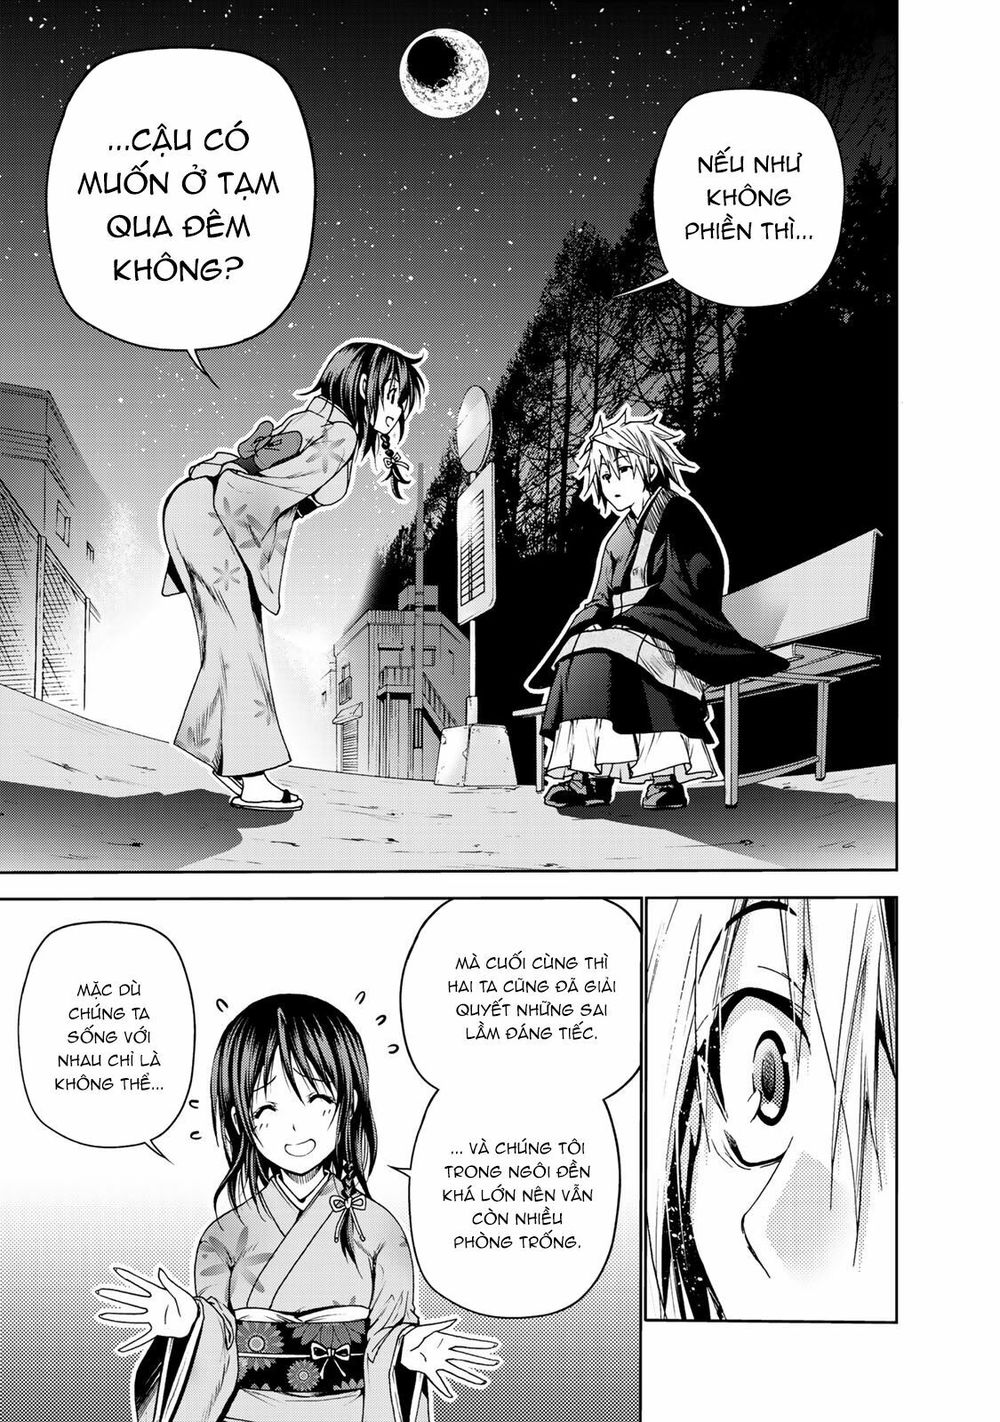 NẾU NHƯ
KHÔNG
PHIỀN THÌ...
...CẬU CÓ
MUỐN Ở TẠM
QUA ĐÊM
KHÔNG?
MÀ CUỐI CÙNG THÌ
HAI TA CŨNG ĐÃ GIẢI
QUYẾT NHỮNG SAI
LẦM ĐÁNG TIẾC.
... VÀ CHÚNG TÔI
TRONG NGÔI ĐỀN
KHÁ LỚN NÊN VẪN
CÒN NHIỀU
PHÒNG TRỐNG.
MẶC DÙ
CHÚNG TA
SỐNG VỚI
NHAU CHỈ LÀ
KHÔNG THỂ...